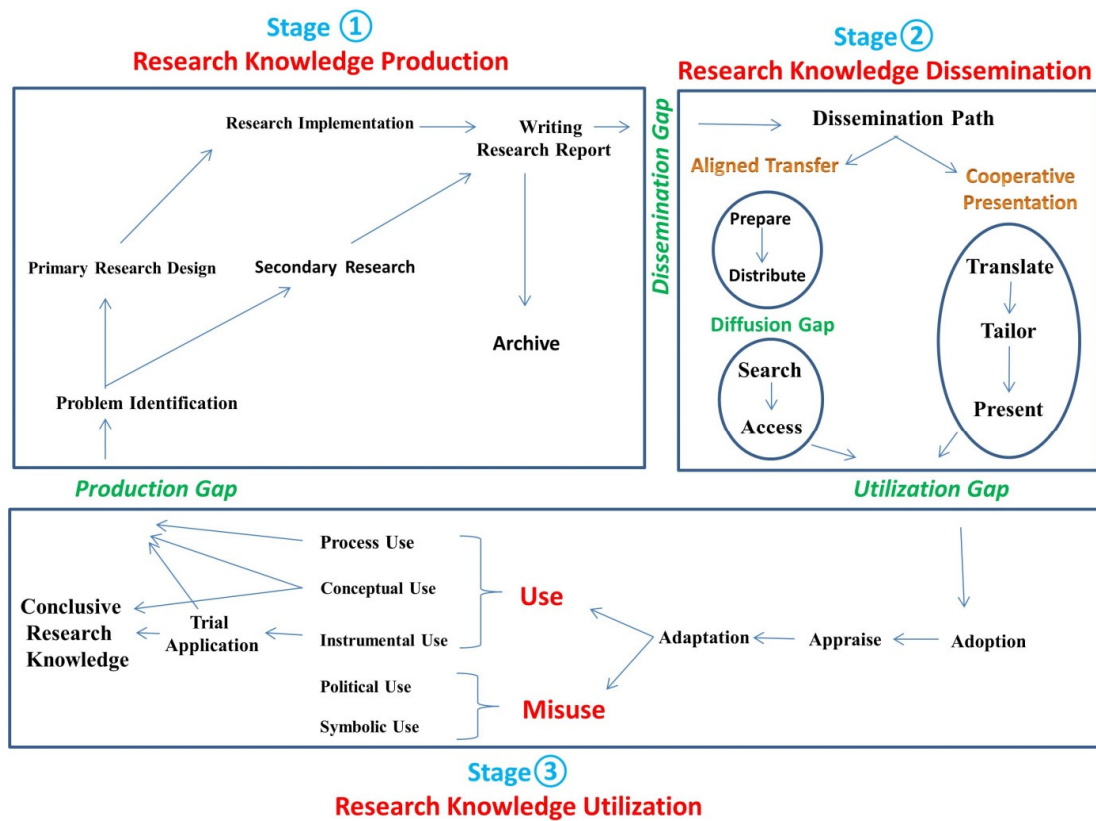 Stage ①
Research Knowledge Production
Stage ②
Research Knowledge Dissemination
Research Implementation
Writing
Research Report
Primary Research Design
Secondary Research
Archive
Problem Identification
Dissemination Gap
Dissemination Path
Aligned Transfer
Cooperative
Presentation
Prepare
Distribute
Diffusion Gap
Search
Access
Translate
Tailor
Present
Production Gap
Utilization Gap
Process Use
Conceptual Use
Instrumental Use
Use
Conclusive
Research
Knowledge
Trial
Application
Adaptation
Appraise
Adoption
Political Use
Symbolic Use
Misuse
Stage ③
Research Knowledge Utilization